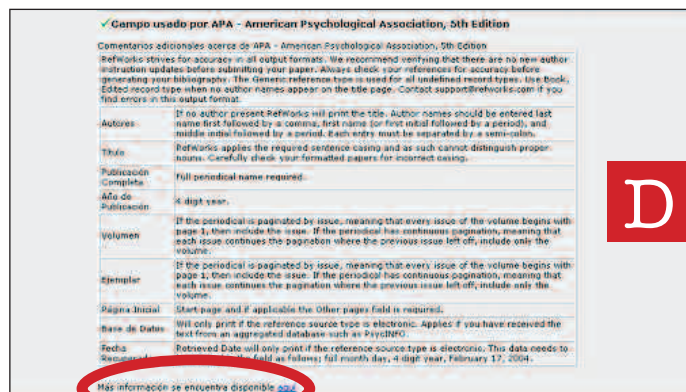 ✓Campo usado por APA - American Psychological Association, 5th Edition
Comentarios adicionales acerca de APA - American Psychological Association, 5th Edition
RefWorks strives for accuracy in all output formats. We recommend verifying that there are no new author
instruction updates before submitting your paper. Always check your references for accuracy before
generating your bibliography. The Generic reference type is used for all undefined record types. Use Book,
Edited record type when no author names appear on the title page. Contact support@refworks.com if you
find errors in this output format.
Autores
If no author present RefWorks will print the title. Author names should be entered last
name first followed by a comma, first name (or first initial followed by a period), and
middle initial followed by a period. Each entry must be separated by a semi-colon.
Título
RefWorks applies the required sentence casing and as such cannot distinguish proper
nouns. Carefully check your formatted papers for incorrect casing.
Publicación
Completa
Full periodical name required.
Año de
Publicación
4 digit year.
Volumen
If the periodical is paginated by issue, meaning that every issue of the volume begins with
page 1, then include the issue. If the periodical has continuous pagination, meaning that
each issue continues the pagination where the previous issue left off, include only the
volume.
Ejemplar
If the periodical is paginated by issue, meaning that every issue of the volume begins with
page 1, then include the issue. If the periodical has continuous pagination, meaning that
each issue continues the pagination where the previous issue left off, include only the
volume.
Página Inicial
Start page and if applicable the Other pages field is required.
Base de Datos
Will only print if the reference source type is electronic. Applies if you have received the
text from an aggregated database such as PsycINFO.
Fecha
Retrieved Date will only print if the reference source type is electronic. This data needs to
the field as follows; full month day, 4 digit year, February 17, 2004.
Más información se encuentra disponible aquí
D